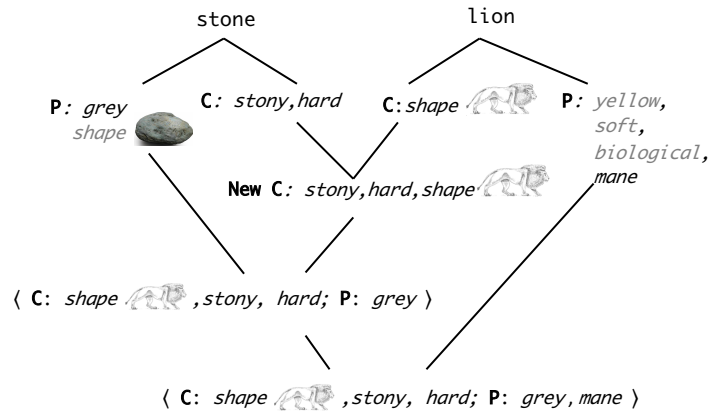 stone lion
P: grey C: stony,hard C:shape P: yellow,
shape soft,
biological,
mane
New C: stony,hard,shape
⟨ C: shape ,stony, hard; P: grey ⟩
⟨ C: shape ,stony, hard; P: grey,mane ⟩